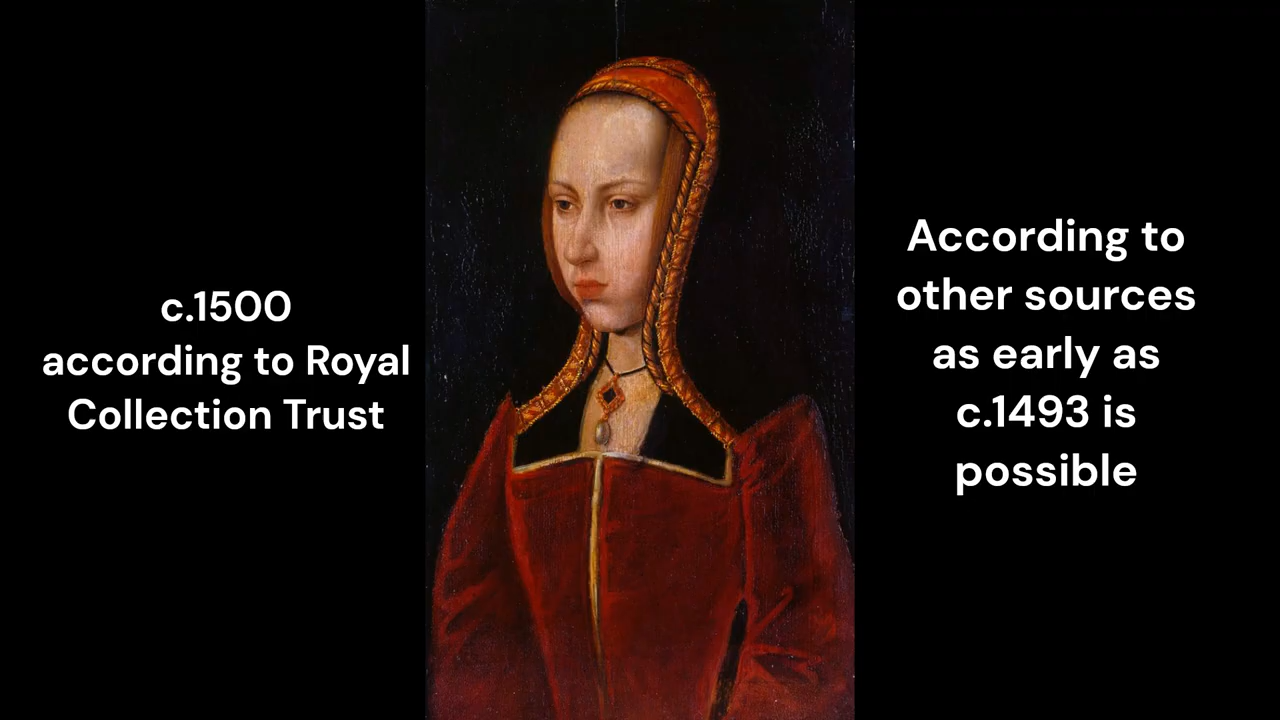 c.1500
according to Royal
Collection Trust
According to
other sources
as early as
c.1493 is
possible